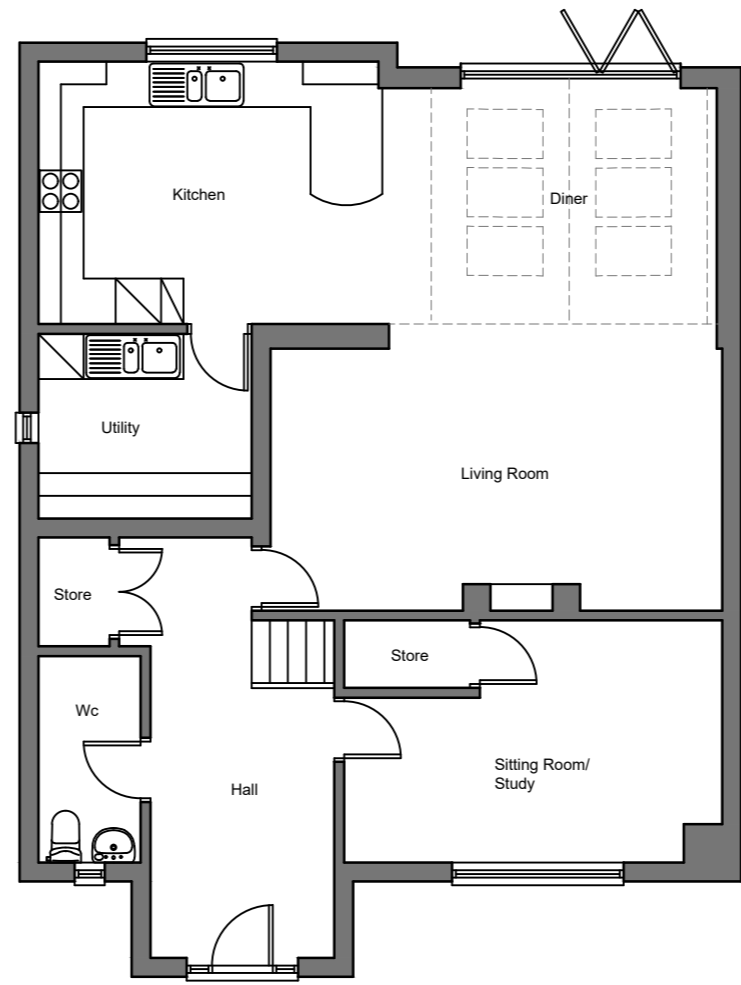 Kitchen
Diner
Utility
Living Room
Store
Store
Wc
Sitting Room/
Study
Hall